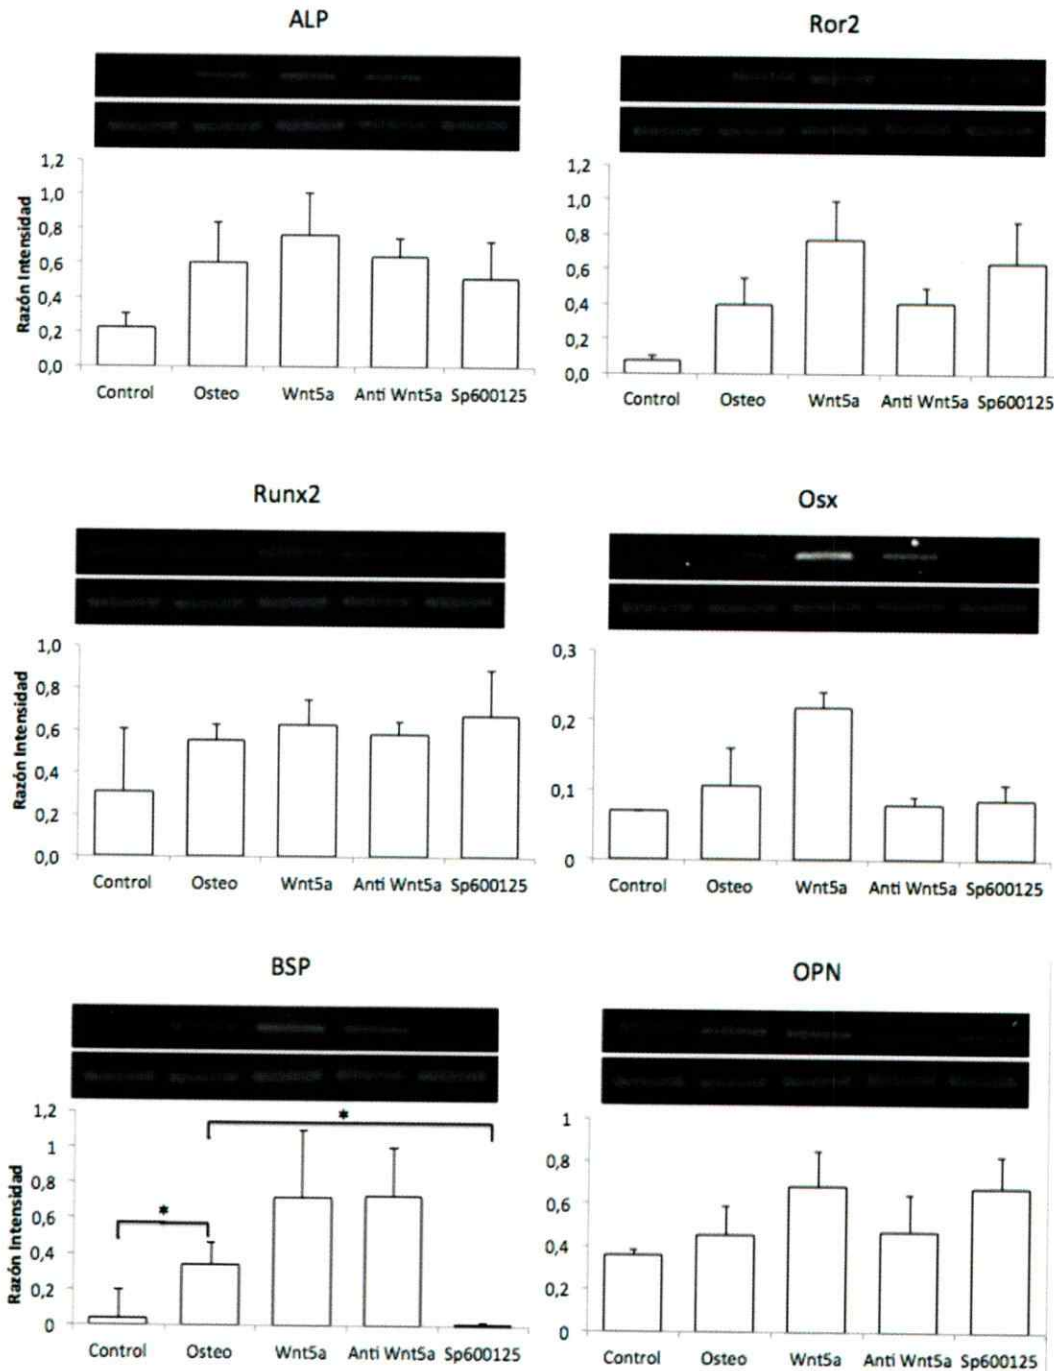 ALP
1,2
1,0
0,8
0,6
0,4
0,2
0,0
Razón Intensidad
Control Osteo Wnt5a Anti Wnt5a Sp600125
Ror2
1,2
1,0
0,8
0,6
0,4
0,2
0,0
Control Osteo Wnt5a Anti Wnt5a Sp600125
Runx2
1,0
0,8
0,6
0,4
0,2
0,0
Razón Intensidad
Control Osteo Wnt5a Anti Wnt5a Sp600125
Osx
0,3
0,2
0,1
0
Control Osteo Wnt5a Anti Wnt5a Sp600125
BSP
1,2
1
0,8
0,6
0,4
0,2
0
Razón Intensidad
*
*
Control Osteo Wnt5a Anti Wnt5a Sp600125
OPN
1
0,8
0,6
0,4
0,2
0
Control Osteo Wnt5a Anti Wnt5a Sp600125